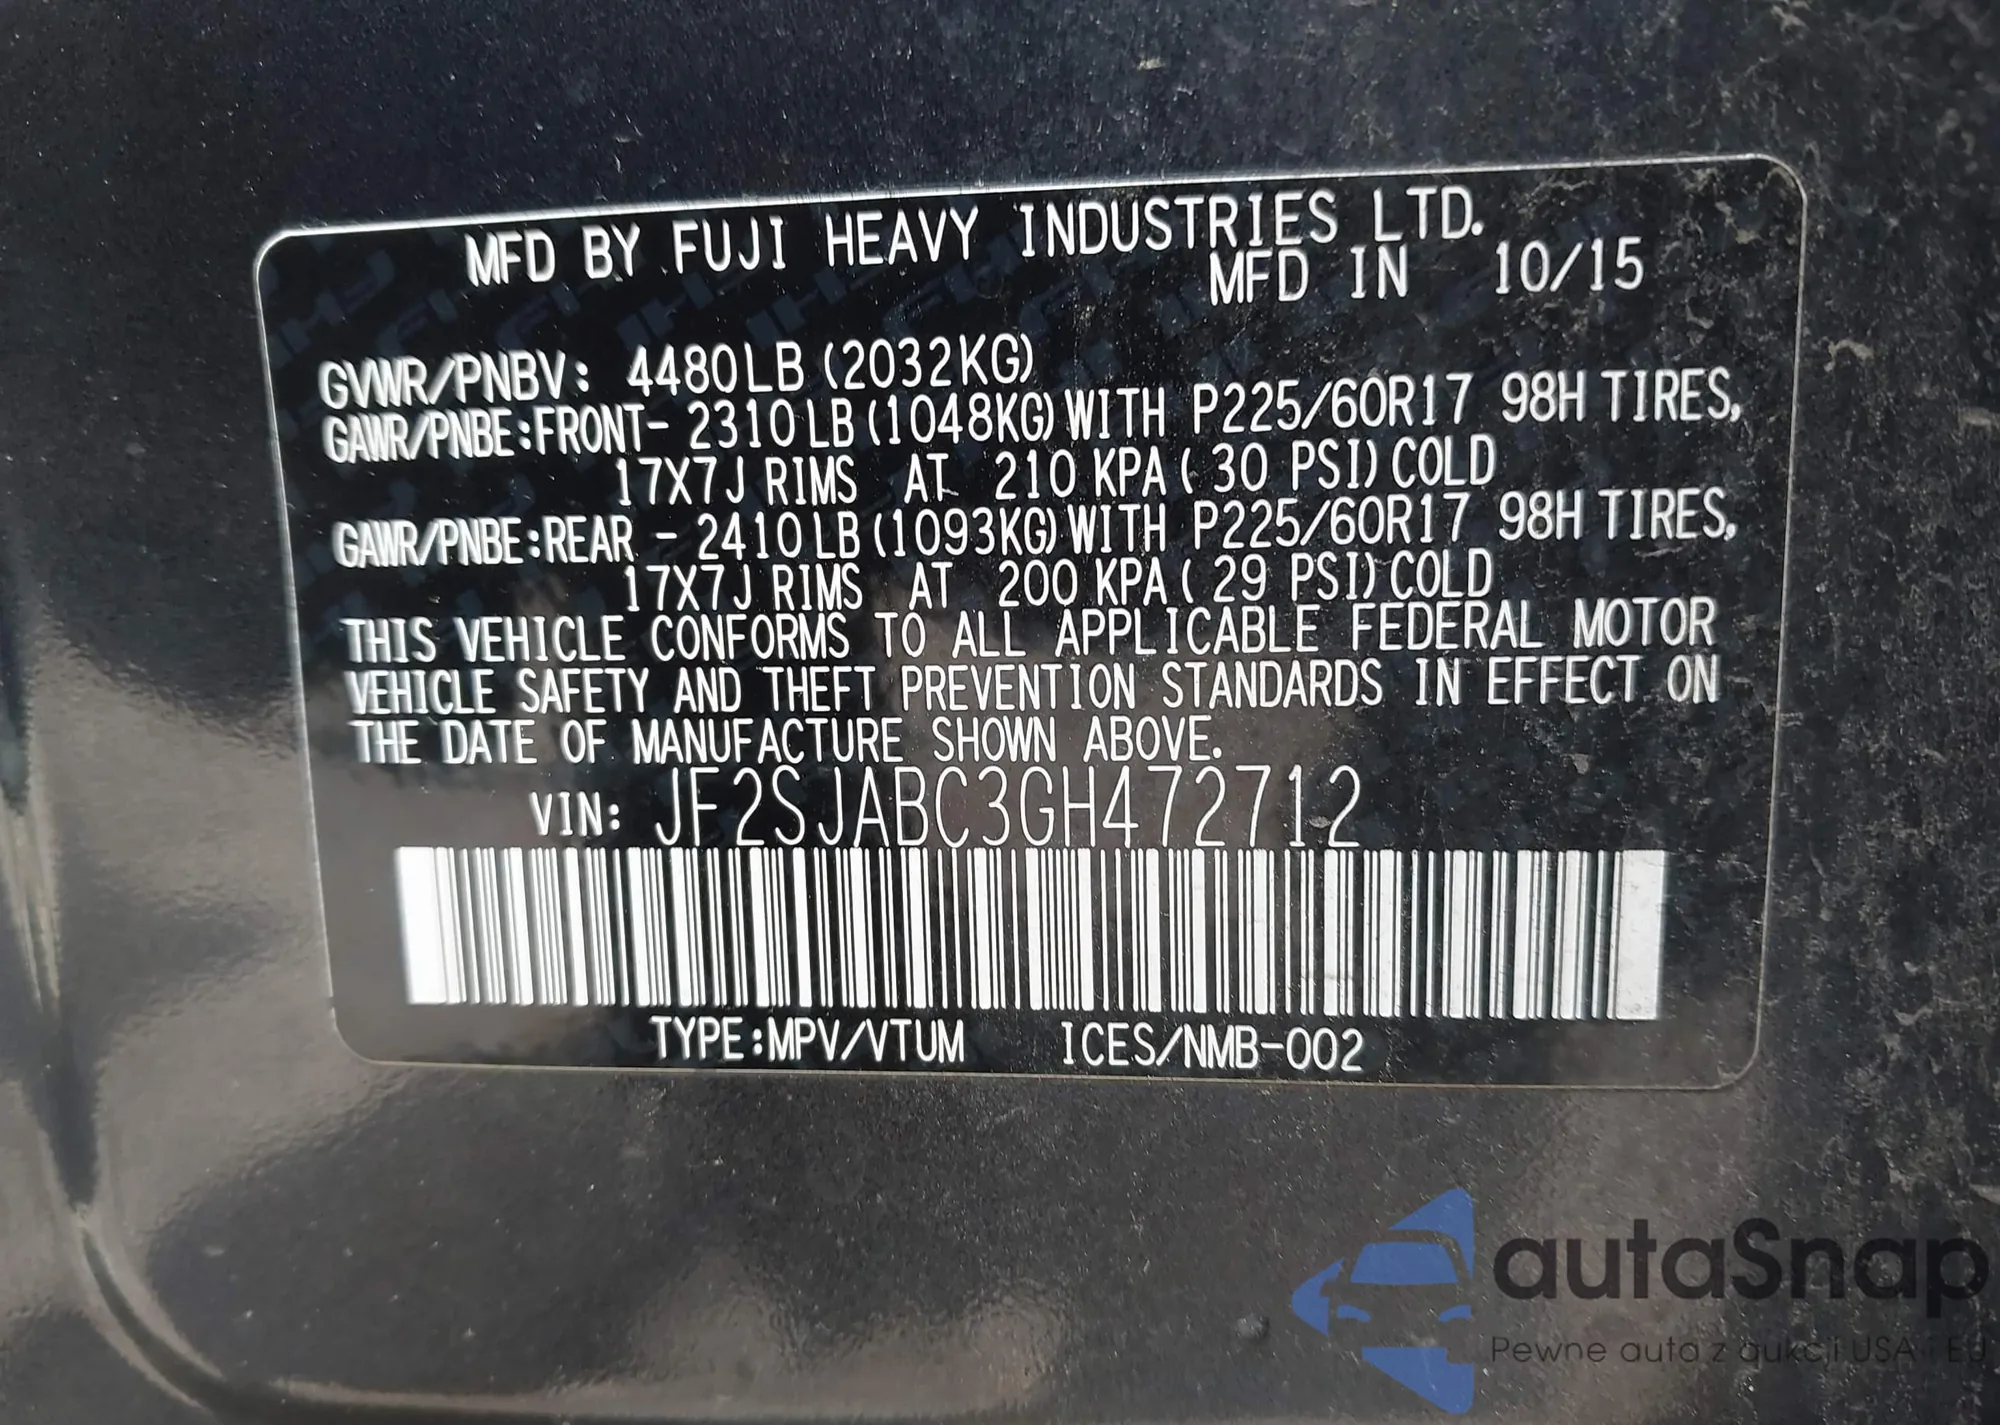 MFD BY FUJI HEAVY INDUSTRIES LTD.
MFD IN 10/15
GVWR/PNBV: 4480LB (2032KG)
GAWR/PNBE:FRONT- 2310LB(1048KG)WITH P225/60R17 98H TIRES,
17X7J RIMS AT 210 KPA( 30 PSI)COLD
GAWR/PNBE:REAR - 2410LB(1093KG)WITH P225/60R17 98H TIRES,
17X7J RIMS AT 200 KPA( 29 PSI)COLD
THIS VEHICLE CONFORMS TO ALL APPLICABLE FEDERAL MOTOR
VEHICLE SAFETY AND THEFT PREVENTION STANDARDS IN EFFECT ON
THE DATE OF MANUFACTURE SHOWN ABOVE.
VIN: JF2SJABC3GH472712
TYPE:MPV/VTUM ICES/NMB-002
autaSnap
Pewne auta z aukcji USA i EU